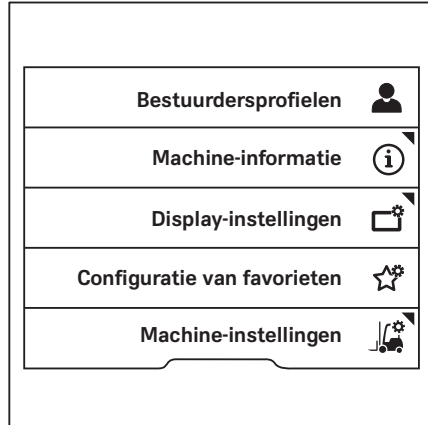 Bestuurdersprofielen
Machine-informatie
Display-instellingen
Configuratie van favorieten
Machine-instellingen